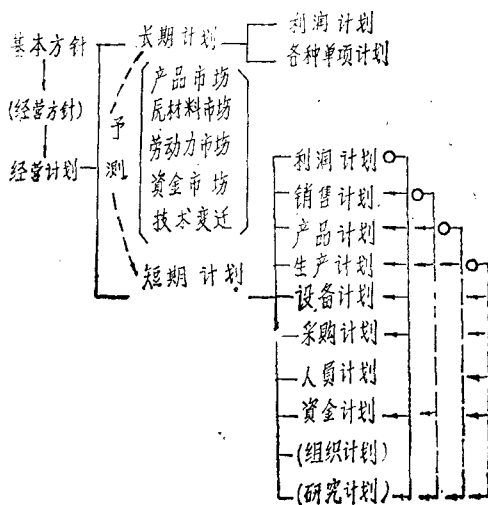 基本方针
(经营方针)
经营计划
长期计划
利润计划
各种单项计划
予测
产品市场
原材料市场
劳动力市场
资金市场
技术变迁
短期计划
利润计划
销售计划
产品计划
生产计划
设备计划
采购计划
人员计划
资金计划
(组织计划)
(研究计划)